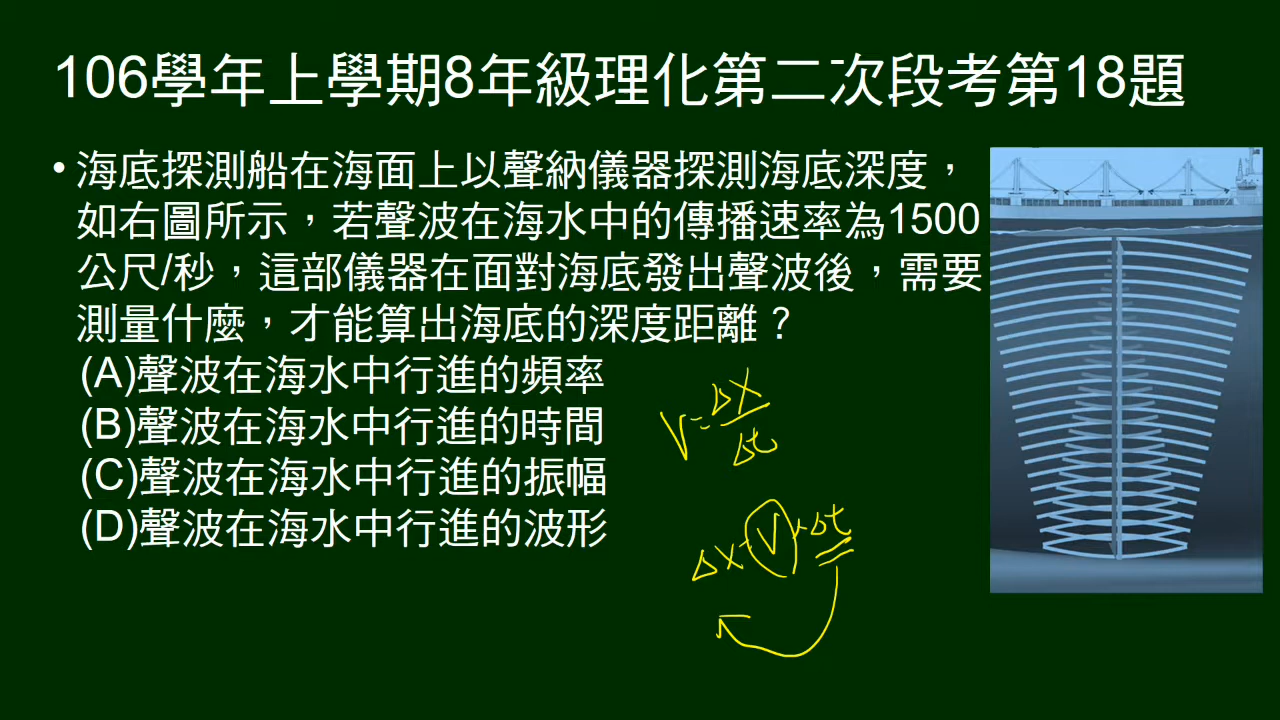 106學年上學期8年級理化第二次段考第18題
• 海底探測船在海面上以聲納儀器探測海底深度，
如右圖所示，若聲波在海水中的傳播速率為1500
公尺/秒，這部儀器在面對海底發出聲波後，需要
測量什麼，才能算出海底的深度距離？
(A)聲波在海水中行進的頻率
(B)聲波在海水中行進的時間
(C)聲波在海水中行進的振幅
(D)聲波在海水中行進的波形
V=ΔX/Δt
ΔX=V×Δt